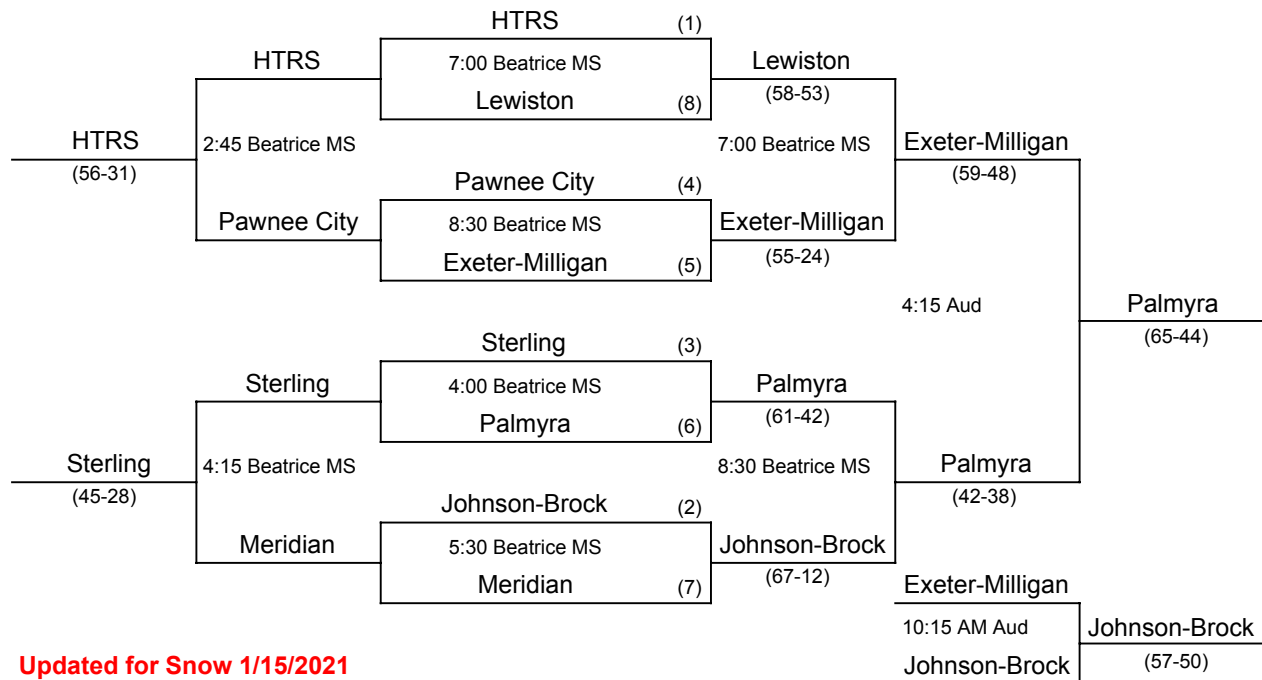 HTRS (1)
HTRS 7:00 Beatrice MS Lewiston
Lewiston (8) (58-53)
HTRS 2:45 Beatrice MS 7:00 Beatrice MS Exeter-Milligan
(56-31) (59-48)
Pawnee City (4)
Pawnee City 8:30 Beatrice MS Exeter-Milligan
Exeter-Milligan (5) (55-24)
4:15 Aud Palmyra
(65-44)
Sterling (3)
Sterling 4:00 Beatrice MS Palmyra
Palmyra (6) (61-42)
Sterling 4:15 Beatrice MS 8:30 Beatrice MS Palmyra
(45-28) (42-38)
Johnson-Brock (2)
Meridian 5:30 Beatrice MS Johnson-Brock
Meridian (7) (67-12)
Exeter-Milligan
10:15 AM Aud Johnson-Brock
Updated for Snow 1/15/2021 Johnson-Brock (57-50)